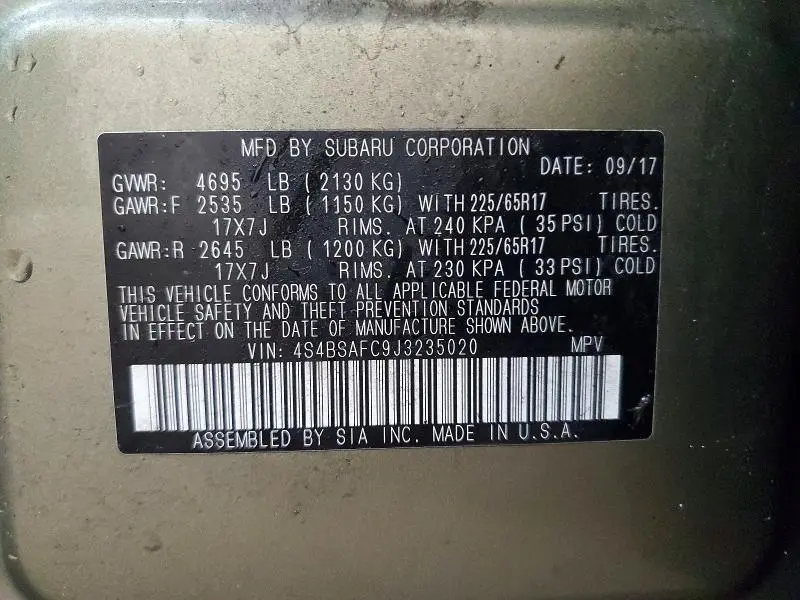 MFD BY SUBARU CORPORATION
DATE: 09/17
GVWR: 4695 LB ( 2130 KG)
GAWR:F 2535 LB ( 1150 KG) WITH 225/65R17 TIRES.
17X7J RIMS. AT 240 KPA ( 35 PSI) COLD
GAWR:R 2645 LB ( 1200 KG) WITH 225/65R17 TIRES.
17X7J RIMS. AT 230 KPA ( 33 PSI) COLD
THIS VEHICLE CONFORMS TO ALL APPLICABLE FEDERAL MOTOR
VEHICLE SAFETY AND THEFT PREVENTION STANDARDS
IN EFFECT ON THE DATE OF MANUFACTURE SHOWN ABOVE.
VIN: 4S4BSAFC9J3235020 MPV
ASSEMBLED BY SIA INC. MADE IN U.S.A.